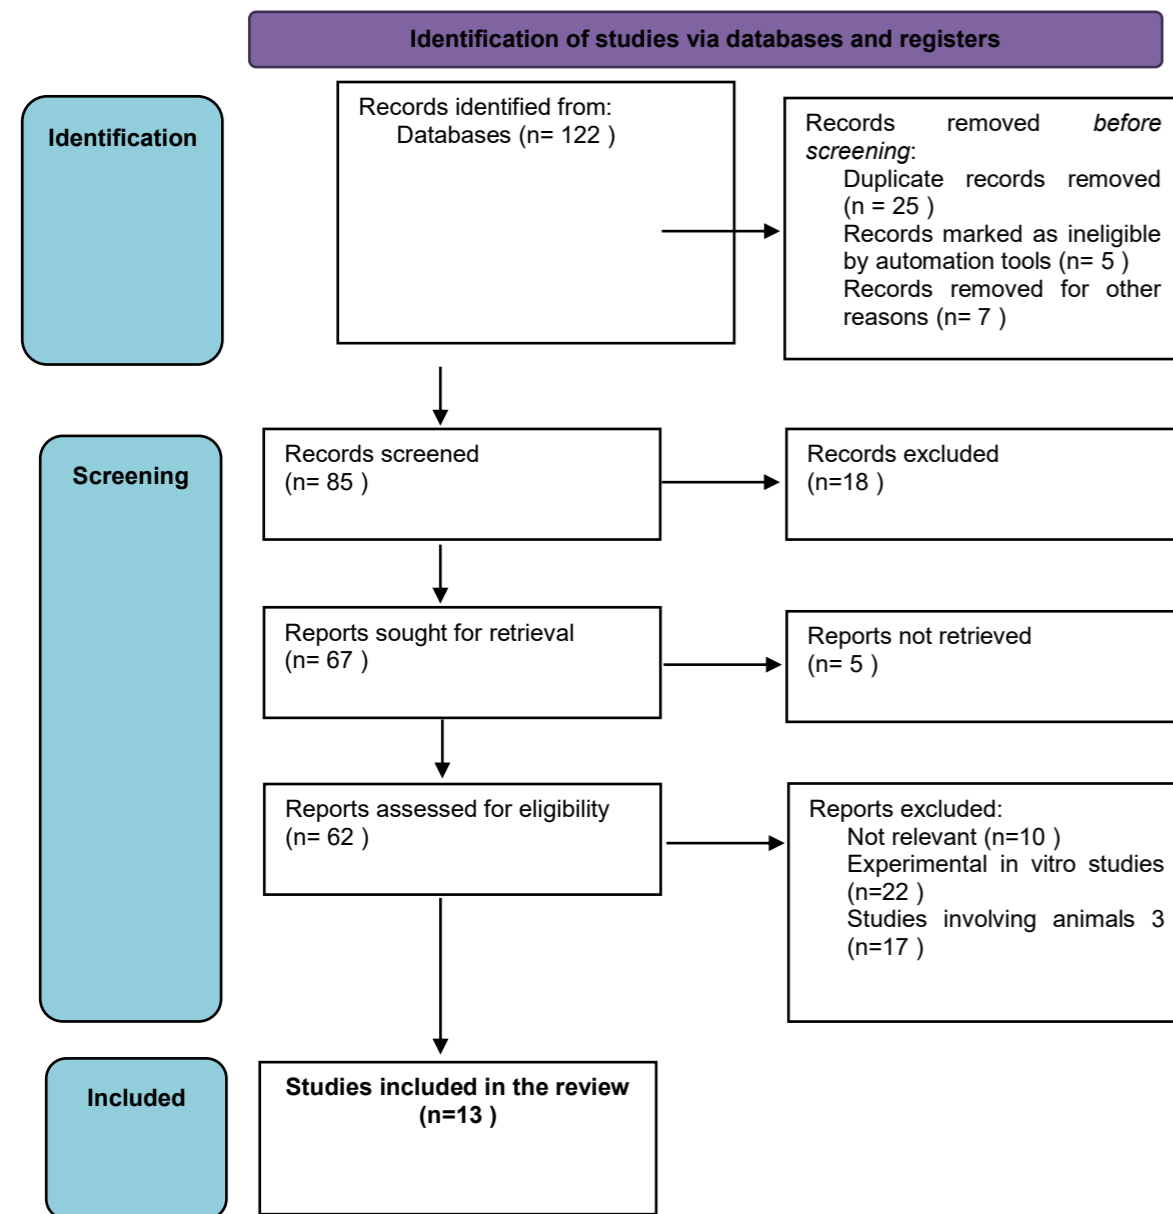 Identification of studies via databases and registers
Identification
Records identified from:
Databases (n= 122 )
Records removed before
screening:
Duplicate records removed
(n = 25 )
Records marked as ineligible
by automation tools (n= 5 )
Records removed for other
reasons (n= 7 )
Screening
Records screened
(n= 85 )
Records excluded
(n=18 )
Reports sought for retrieval
(n= 67 )
Reports not retrieved
(n= 5 )
Reports assessed for eligibility
(n= 62 )
Reports excluded:
Not relevant (n=10 )
Experimental in vitro studies
(n=22 )
Studies involving animals 3
(n=17 )
Included
Studies included in the review
(n=13 )